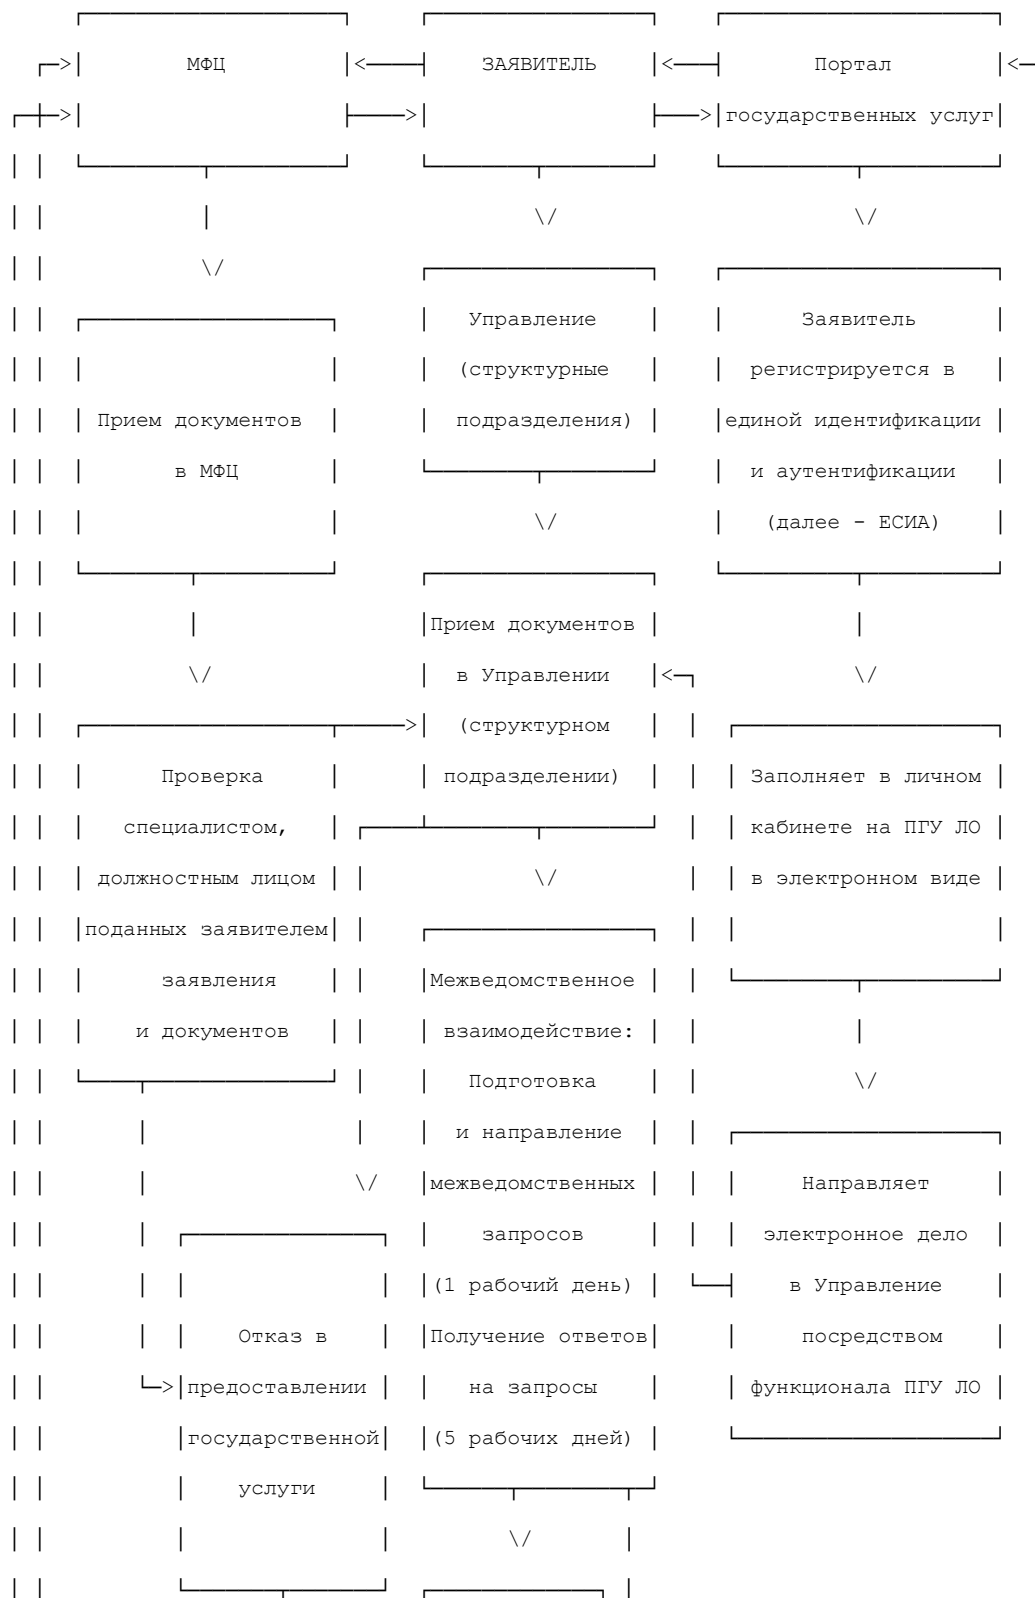 МФЦ
ЗАЯВИТЕЛЬ
Портал
государственных услуг
Управление
(структурные
подразделения)
Заявитель
регистрируется в
единой идентификации
и аутентификации
(далее - ЕСИА)
Прием документов
в МФЦ
Прием документов
в Управлении
(структурном
подразделении)
Проверка
специалистом,
должностным лицом
поданных заявителем
заявления
и документов
Заполняет в личном
кабинете на ПГУ ЛО
в электронном виде
Межведомственное
взаимодействие:
Подготовка
и направление
межведомственных
запросов
(1 рабочий день)
Получение ответов
на запросы
(5 рабочих дней)
Направляет
электронное дело
в Управление
посредством
функционала ПГУ ЛО
Отказ в
предоставлении
государственной
услуги